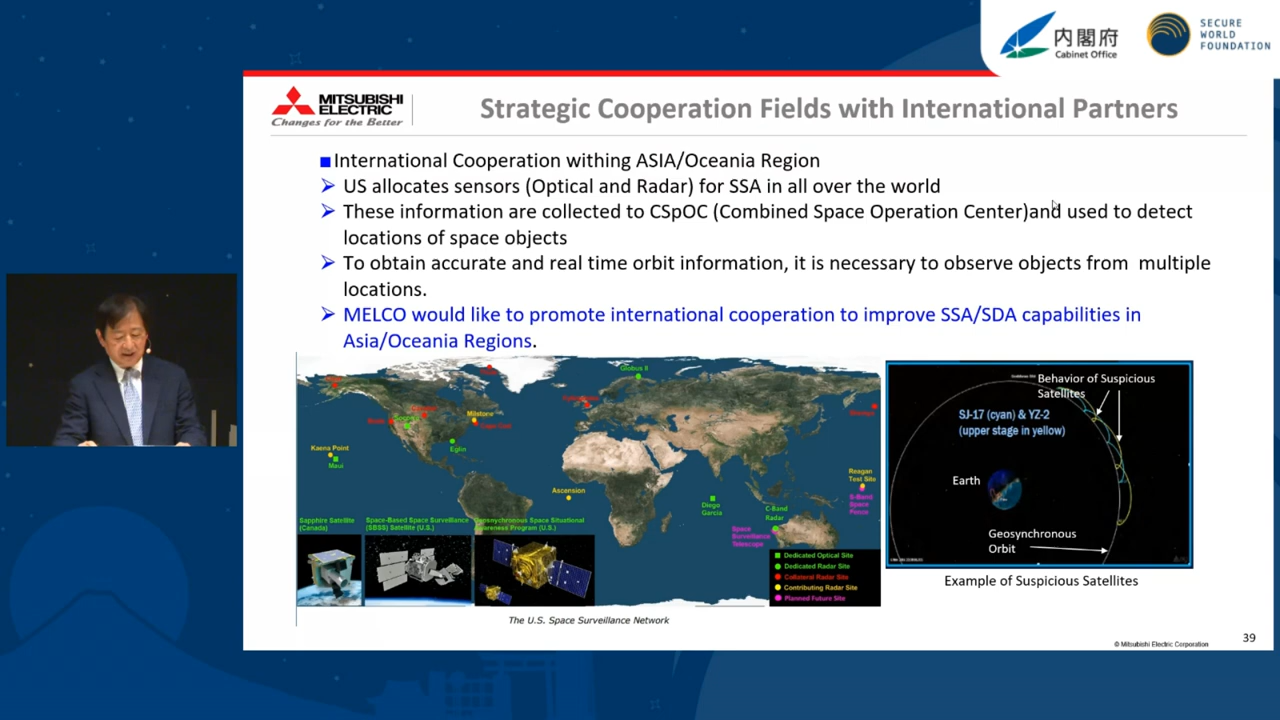 内閣府
Cabinet Office
SECURE
WORLD
FOUNDATION
MITSUBISHI
ELECTRIC
Changes for the Better
Strategic Cooperation Fields with International Partners
■International Cooperation withing ASIA/Oceania Region
➢ US allocates sensors (Optical and Radar) for SSA in all over the world
➢ These information are collected to CSpOC (Combined Space Operation Center)and used to detect
locations of space objects
➢ To obtain accurate and real time orbit information, it is necessary to observe objects from multiple
locations.
➢ MELCO would like to promote international cooperation to improve SSA/SDA capabilities in
Asia/Oceania Regions.
Globus II
Millstone
Cape Cod
Eglin
Kaena Point
Maui
Ascension
Diego
Garcia
C-Band
Radar
Space
Surveillance
Telescope
Reagan
Test Site
S-Band
Space
Fence
Sapphire Satellite
(Canada)
Space-Based Space Surveillance
(SBSS) Satellite (U.S.)
Geosynchronous Space Situational
Awareness Program (U.S.)
Dedicated Optical Site
Dedicated Radar Site
Collateral Radar Site
Contributing Radar Site
Planned Future Site
The U.S. Space Surveillance Network
Behavior of Suspicious
Satellites
SJ-17 (cyan) & YZ-2
(upper stage in yellow)
Earth
Geosynchronous
Orbit
Example of Suspicious Satellites
39
© Mitsubishi Electric Corporation